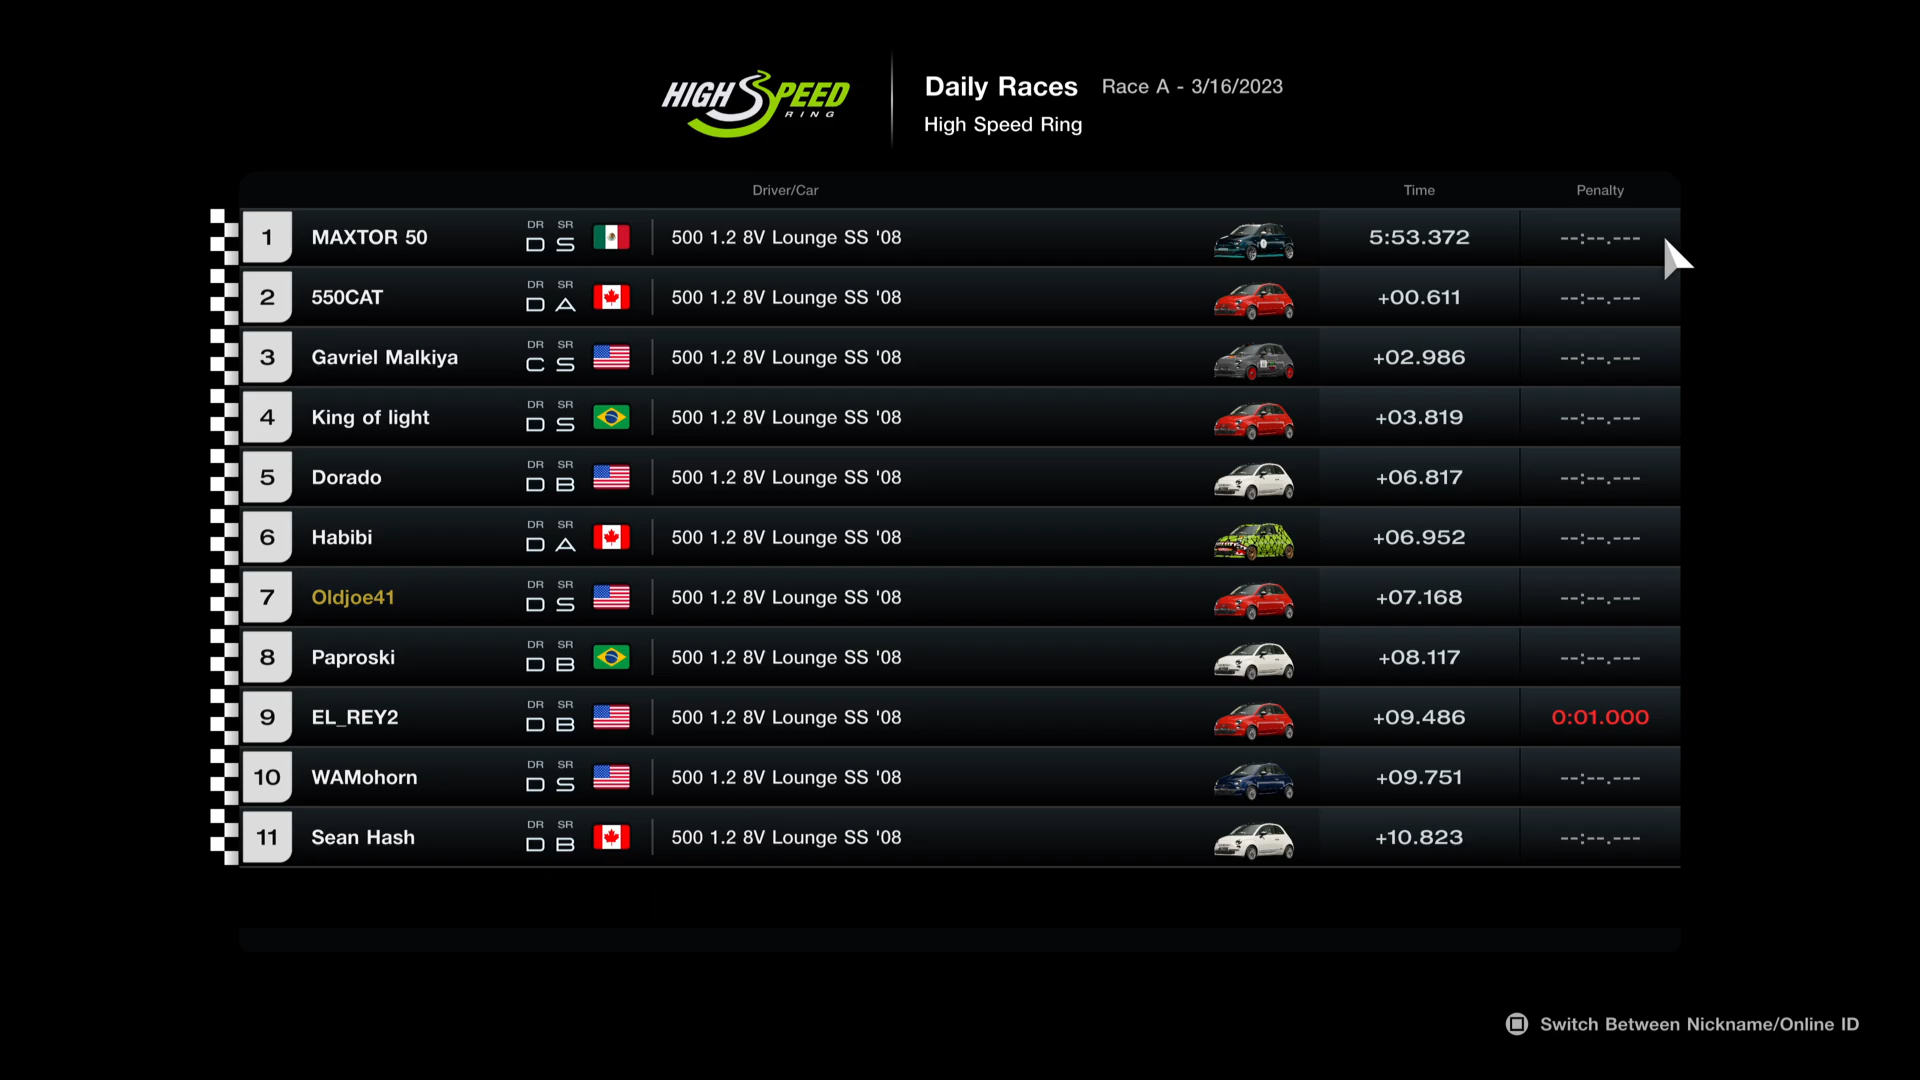 HIGH SPEED
RING
Daily Races Race A - 3/16/2023
High Speed Ring
Driver/Car Time Penalty
1 MAXTOR 50 DR D SR S 500 1.2 8V Lounge SS '08 5:53.372 --:--.---
2 550CAT DR D SR A 500 1.2 8V Lounge SS '08 +00.611 --:--.---
3 Gavriel Malkiya DR C SR S 500 1.2 8V Lounge SS '08 +02.986 --:--.---
4 King of light DR D SR S 500 1.2 8V Lounge SS '08 +03.819 --:--.---
5 Dorado DR D SR B 500 1.2 8V Lounge SS '08 +06.817 --:--.---
6 Habibi DR D SR A 500 1.2 8V Lounge SS '08 +06.952 --:--.---
7 Oldjoe41 DR D SR S 500 1.2 8V Lounge SS '08 +07.168 --:--.---
8 Paproski DR D SR B 500 1.2 8V Lounge SS '08 +08.117 --:--.---
9 EL_REY2 DR D SR B 500 1.2 8V Lounge SS '08 +09.486 0:01.000
10 WAMohorn DR D SR S 500 1.2 8V Lounge SS '08 +09.751 --:--.---
11 Sean Hash DR D SR B 500 1.2 8V Lounge SS '08 +10.823 --:--.---
Switch Between Nickname/Online ID